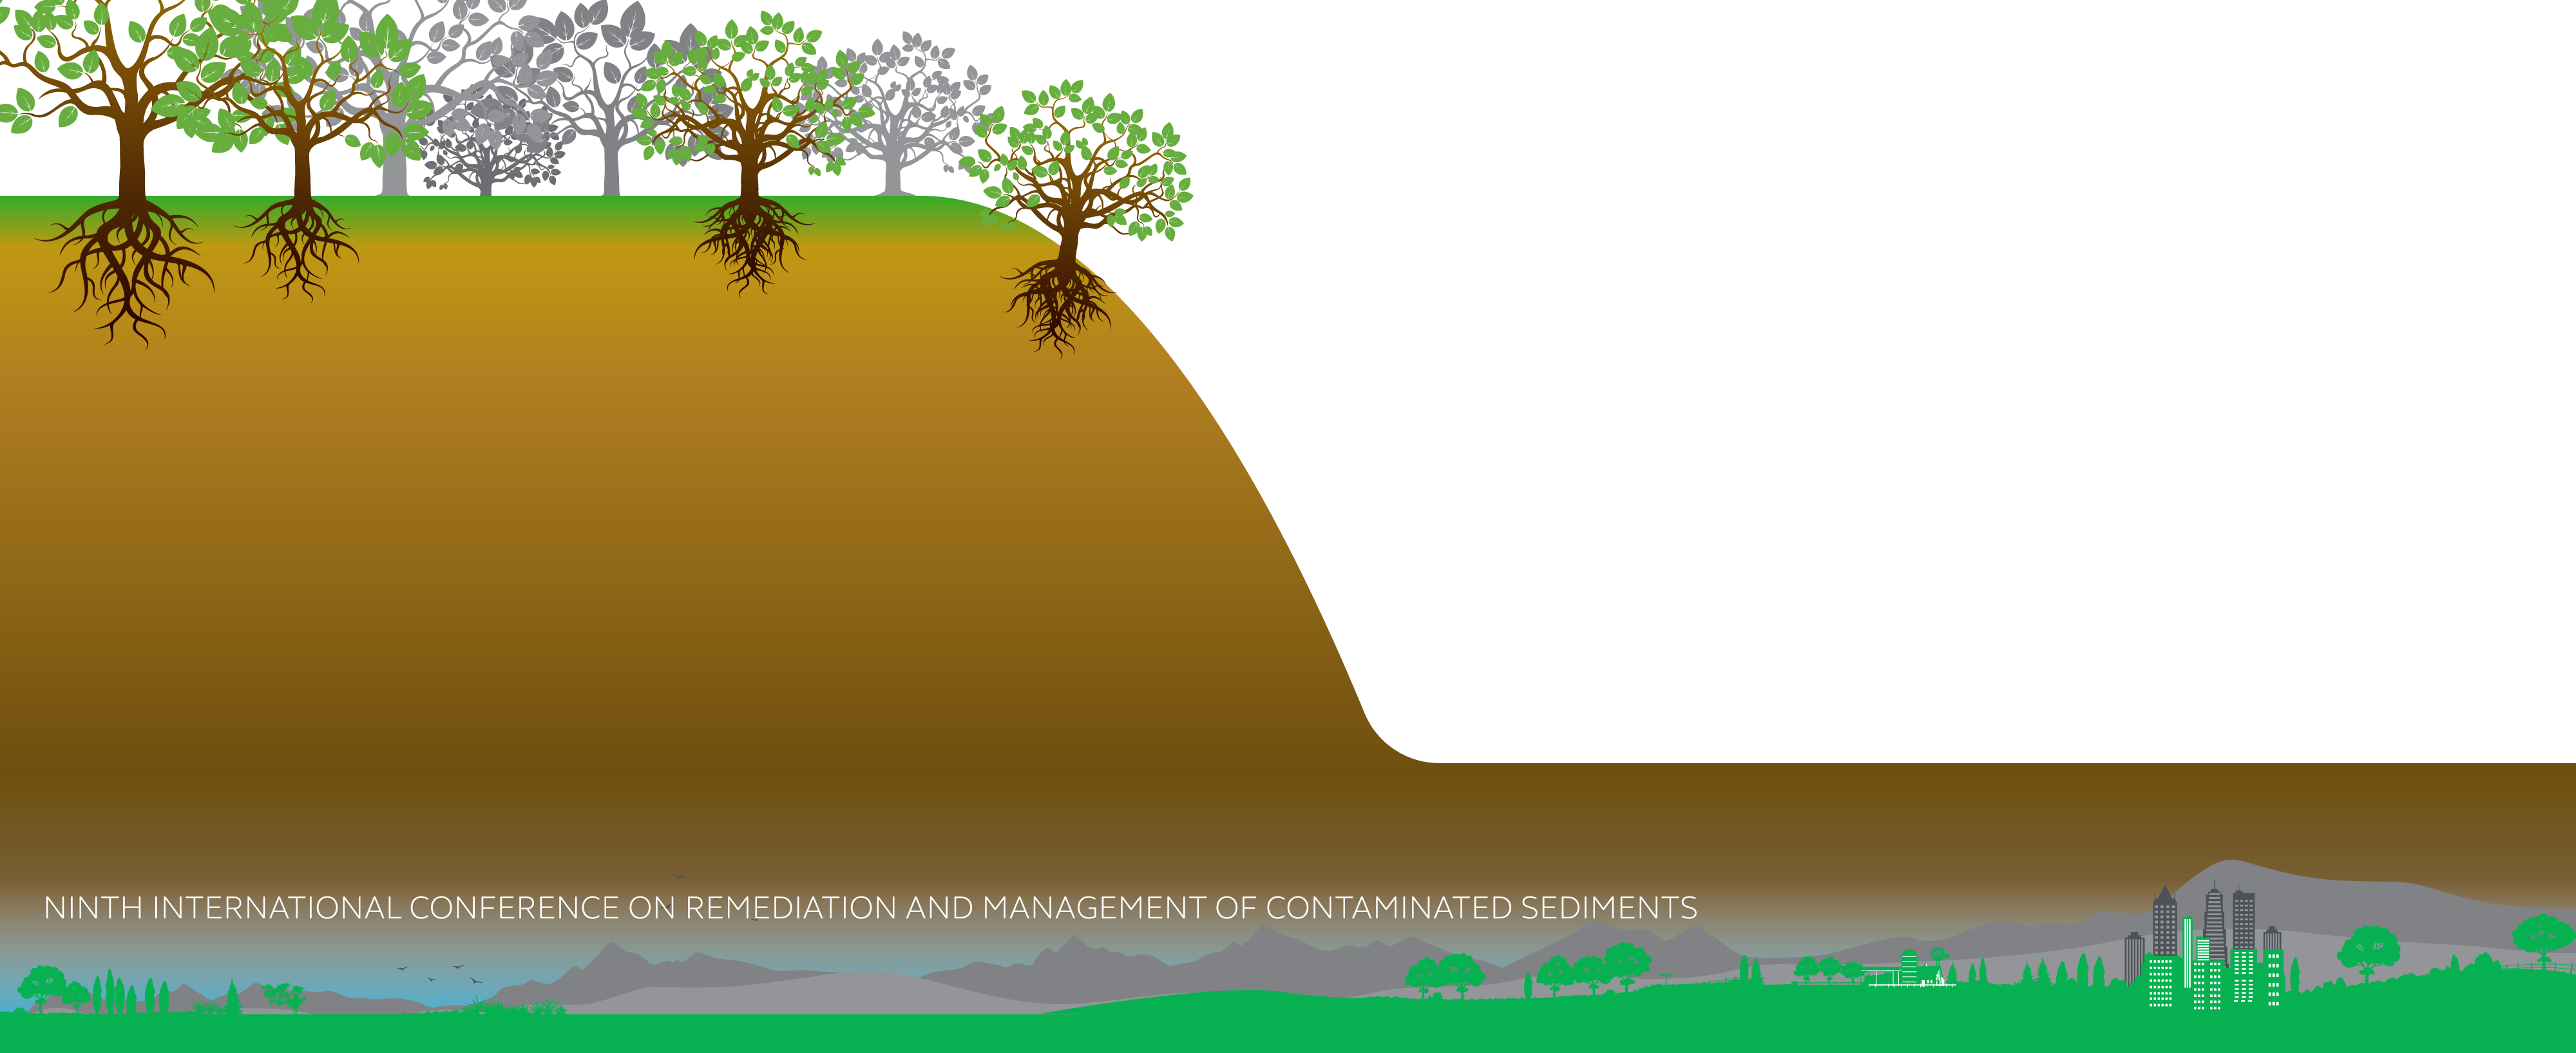 NINTH INTERNATIONAL CONFERENCE ON REMEDIATION AND MANAGEMENT OF CONTAMINATED SEDIMENTS